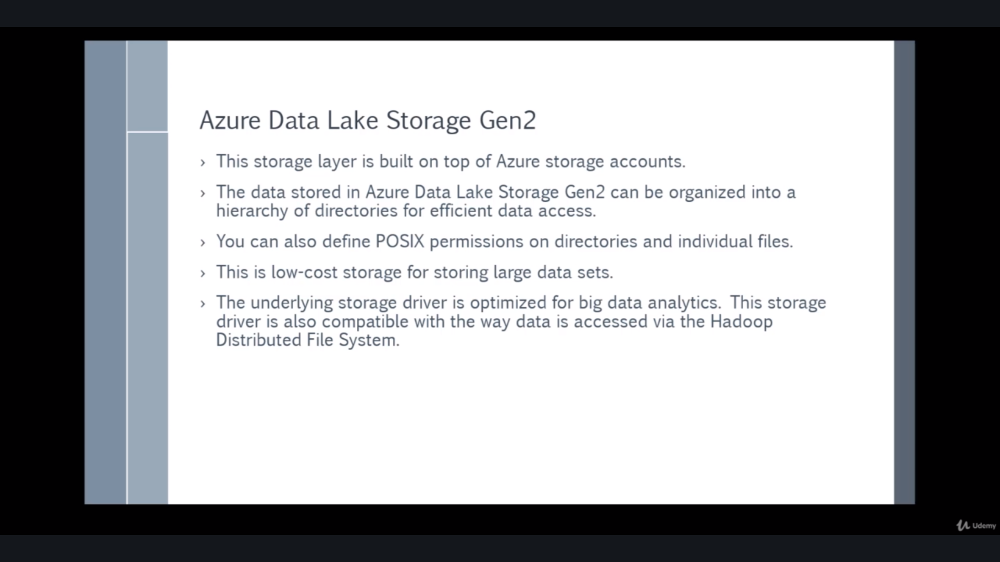 Azure Data Lake Storage Gen2
› This storage layer is built on top of Azure storage accounts.
› The data stored in Azure Data Lake Storage Gen2 can be organized into a
hierarchy of directories for efficient data access.
› You can also define POSIX permissions on directories and individual files.
› This is low-cost storage for storing large data sets.
› The underlying storage driver is optimized for big data analytics. This storage
driver is also compatible with the way data is accessed via the Hadoop
Distributed File System.
Udemy